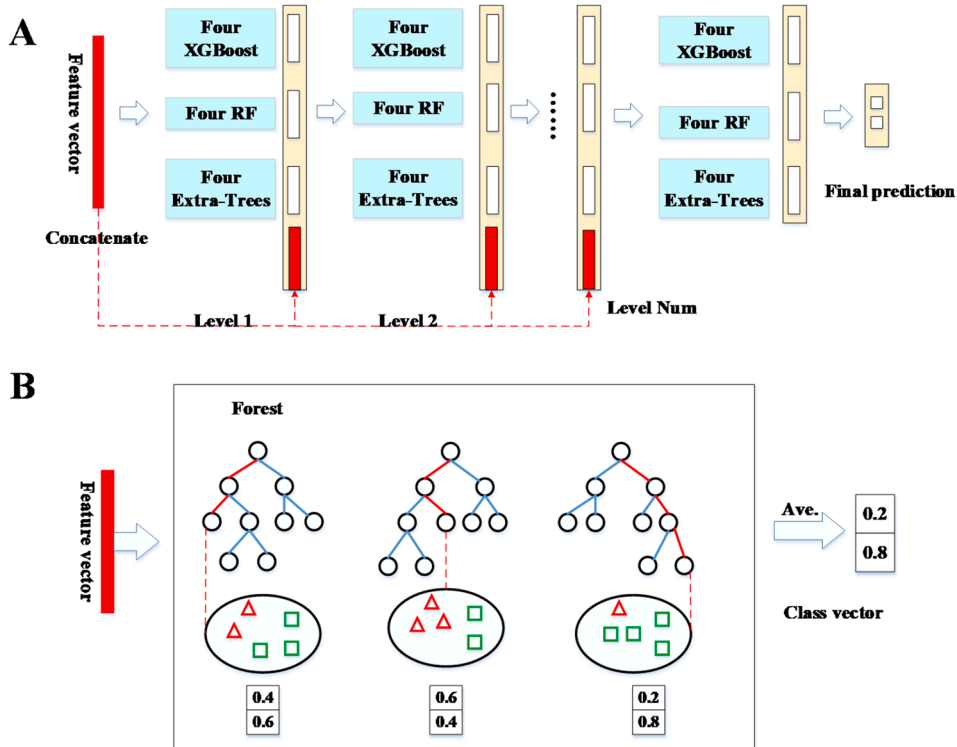 A
Feature vector
Concatenate
Four
XGBoost
Four RF
Four
Extra-Trees
Level 1
Four
XGBoost
Four RF
Four
Extra-Trees
Level 2
Level Num
Four
XGBoost
Four RF
Four
Extra-Trees
Final prediction
B
Feature vector
Forest
0.4
0.6
0.6
0.4
0.2
0.8
Ave.
0.2
0.8
Class vector